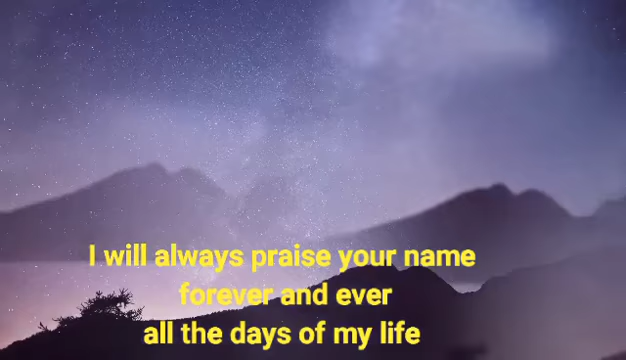 I will always praise your name
forever and ever
all the days of my life